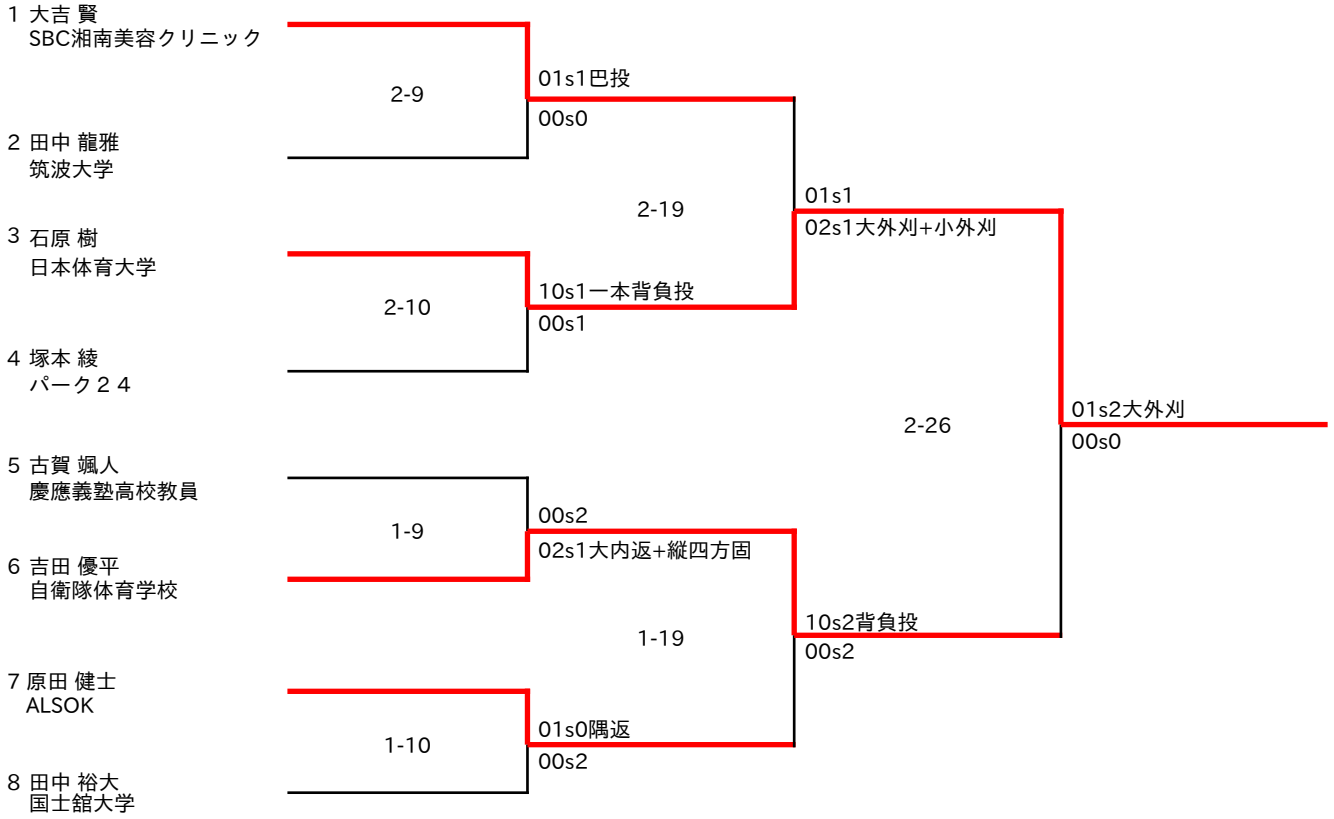 1 大吉 賢
SBC湘南美容クリニック
2-9
01s1巴投
00s0
2 田中 龍雅
筑波大学
2-19
01s1
02s1大外刈+小外刈
3 石原 樹
日本体育大学
2-10
10s1一本背負投
00s1
4 塚本 綾
パーク２４
2-26
01s2大外刈
00s0
5 古賀 颯人
慶應義塾高校教員
1-9
00s2
02s1大内返+縦四方固
6 吉田 優平
自衛隊体育学校
1-19
10s2背負投
00s2
7 原田 健士
ALSOK
1-10
01s0隅返
00s2
8 田中 裕大
国士舘大学